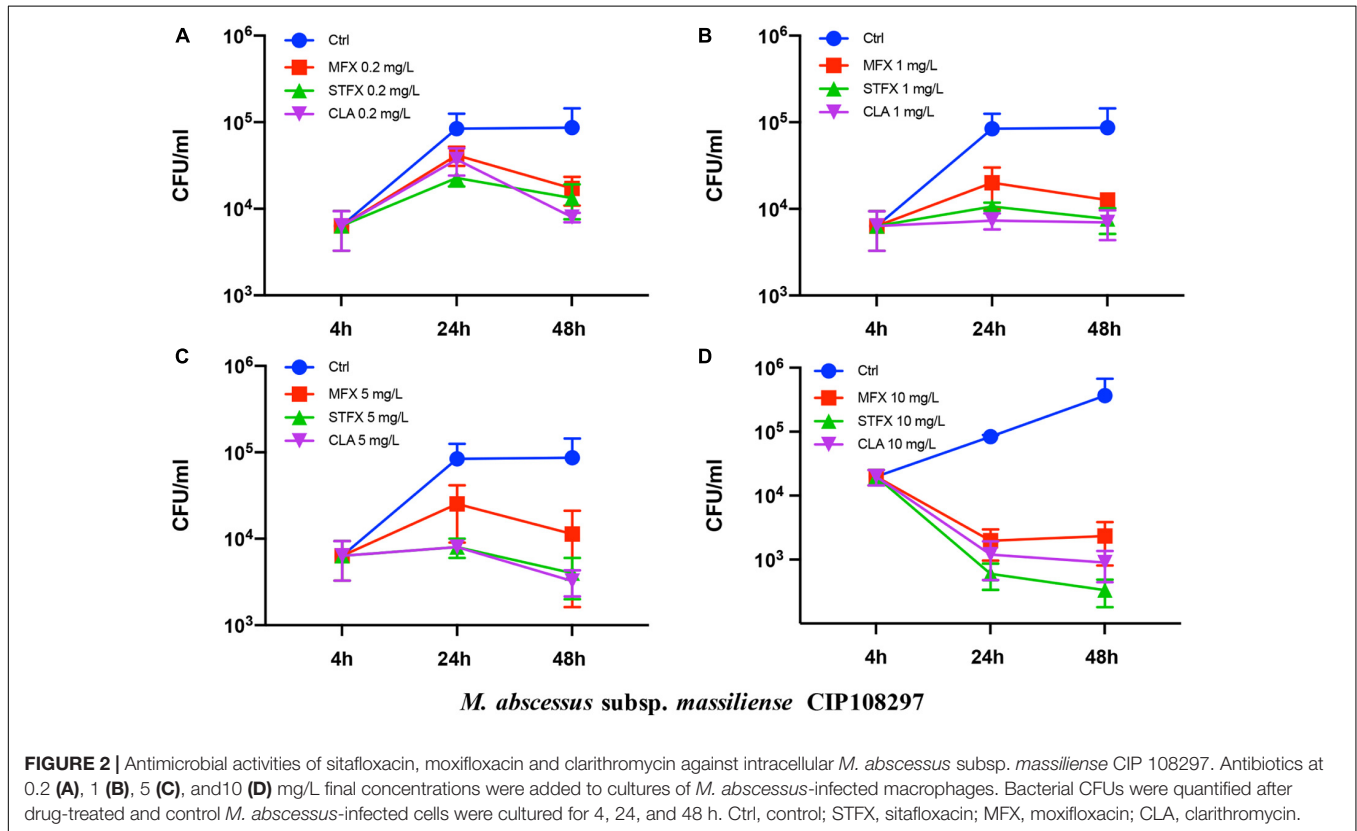 A
10⁶
10⁵
10⁴
10³
CFU/ml
Ctrl
MFX 0.2 mg/L
STFX 0.2 mg/L
CLA 0.2 mg/L
4h 24h 48h
B
10⁶
10⁵
10⁴
10³
CFU/ml
Ctrl
MFX 1 mg/L
STFX 1 mg/L
CLA 1 mg/L
4h 24h 48h
C
10⁶
10⁵
10⁴
10³
CFU/ml
Ctrl
MFX 5 mg/L
STFX 5 mg/L
CLA 5 mg/L
4h 24h 48h
D
10⁶
10⁵
10⁴
10³
CFU/ml
Ctrl
MFX 10 mg/L
STFX 10 mg/L
CLA 10 mg/L
4h 24h 48h
M. abscessus subsp. massiliense CIP108297
FIGURE 2 | Antimicrobial activities of sitafloxacin, moxifloxacin and clarithromycin against intracellular M. abscessus subsp. massiliense CIP 108297. Antibiotics at
0.2 (A), 1 (B), 5 (C), and10 (D) mg/L final concentrations were added to cultures of M. abscessus-infected macrophages. Bacterial CFUs were quantified after
drug-treated and control M. abscessus-infected cells were cultured for 4, 24, and 48 h. Ctrl, control; STFX, sitafloxacin; MFX, moxifloxacin; CLA, clarithromycin.